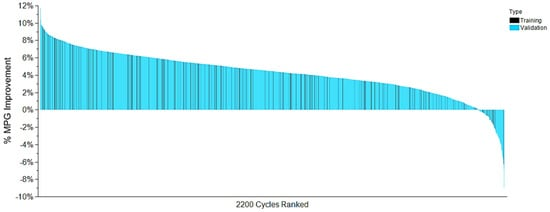 Type
Training
Validation
12%
10%
8%
6%
4%
2%
0%
-2%
-4%
-6%
-8%
-10%
% MPG Improvement
2200 Cycles Ranked